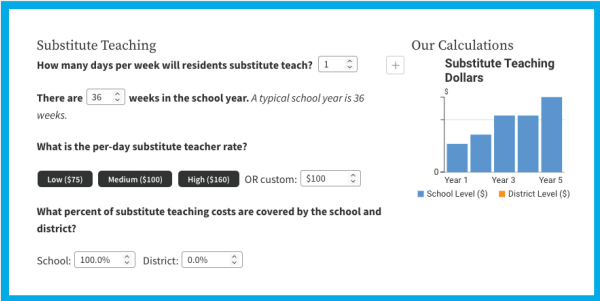 Substitute Teaching
How many days per week will residents substitute teach? 1
+
There are 36 weeks in the school year. A typical school year is 36
weeks.
What is the per-day substitute teacher rate?
Low ($75) Medium ($100) High ($160) OR custom: $100
What percent of substitute teaching costs are covered by the school and
district?
School: 100.0% District: 0.0%
Our Calculations
Substitute Teaching
Dollars
$
0
Year 1 Year 3 Year 5
School Level ($) District Level ($)